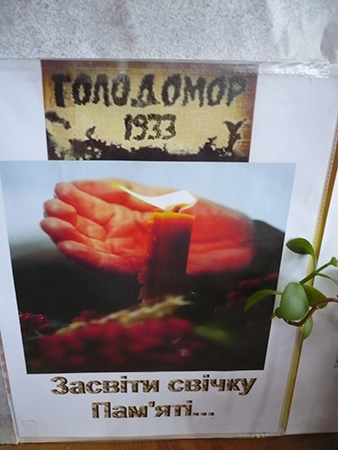 ГОЛОДОМОР
1933
Засвіти свічку
Пам'яті...